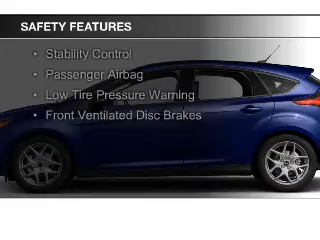 SAFETY FEATURES
• Stability Control
• Passenger Airbag
• Low Tire Pressure Warning
• Front Ventilated Disc Brakes